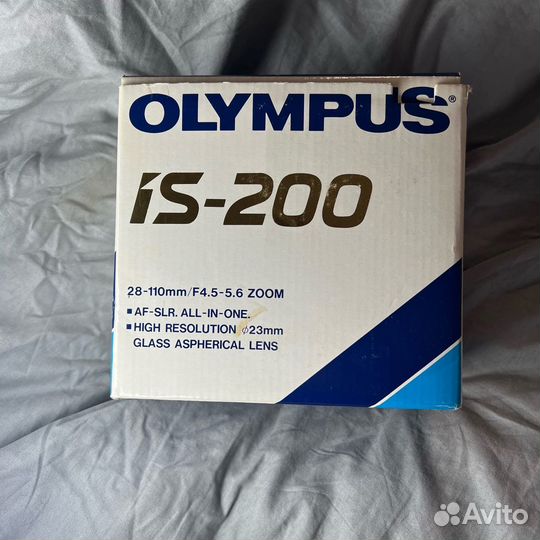 OLYMPUS®
iS-200
28-110mm/F4.5-5.6 ZOOM
▪ AF-SLR. ALL-IN-ONE.
▪ HIGH RESOLUTION ⌀23mm
GLASS ASPHERICAL LENS
Avito